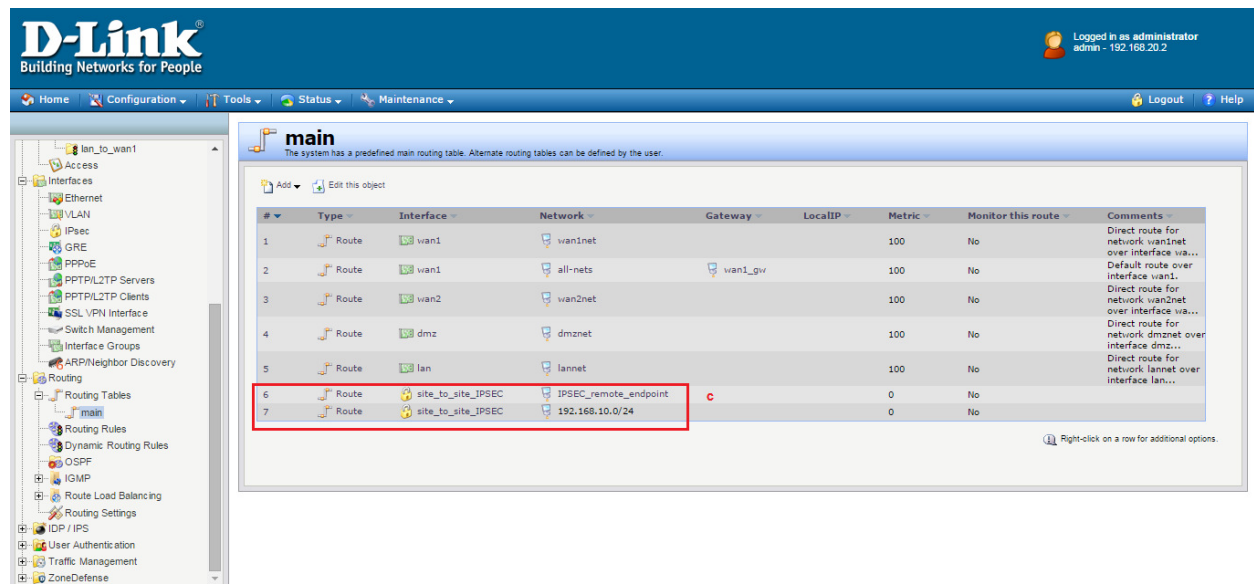 D-Link®
Building Networks for People
Logged in as administrator
admin - 192.168.20.2
Home
Configuration
Tools
Status
Maintenance
Logout
Help
lan_to_wan1
Access
Interfaces
Ethernet
VLAN
IPsec
GRE
PPPoE
PPTP/L2TP Servers
PPTP/L2TP Clients
SSL VPN Interface
Switch Management
Interface Groups
ARP/Neighbor Discovery
Routing
Routing Tables
main
Routing Rules
Dynamic Routing Rules
OSPF
IGMP
Route Load Balancing
Routing Settings
IDP / IPS
User Authentication
Traffic Management
ZoneDefense
main
The system has a predefined main routing table. Alternate routing tables can be defined by the user.
Add
Edit this object
# Type Interface Network Gateway LocalIP Metric Monitor this route Comments
1 Route wan1 wan1net 100 No Direct route for
network wan1net
over interface wa...
2 Route wan1 all-nets wan1_gw 100 No Default route over
interface wan1.
3 Route wan2 wan2net 100 No Direct route for
network wan2net
over interface wa...
4 Route dmz dmznet 100 No Direct route for
network dmznet over
interface dmz...
5 Route lan lannet 100 No Direct route for
network lannet over
interface lan...
6 Route site_to_site_IPSEC IPSEC_remote_endpoint c 0 No
7 Route site_to_site_IPSEC 192.168.10.0/24 0 No
Right-click on a row for additional options.